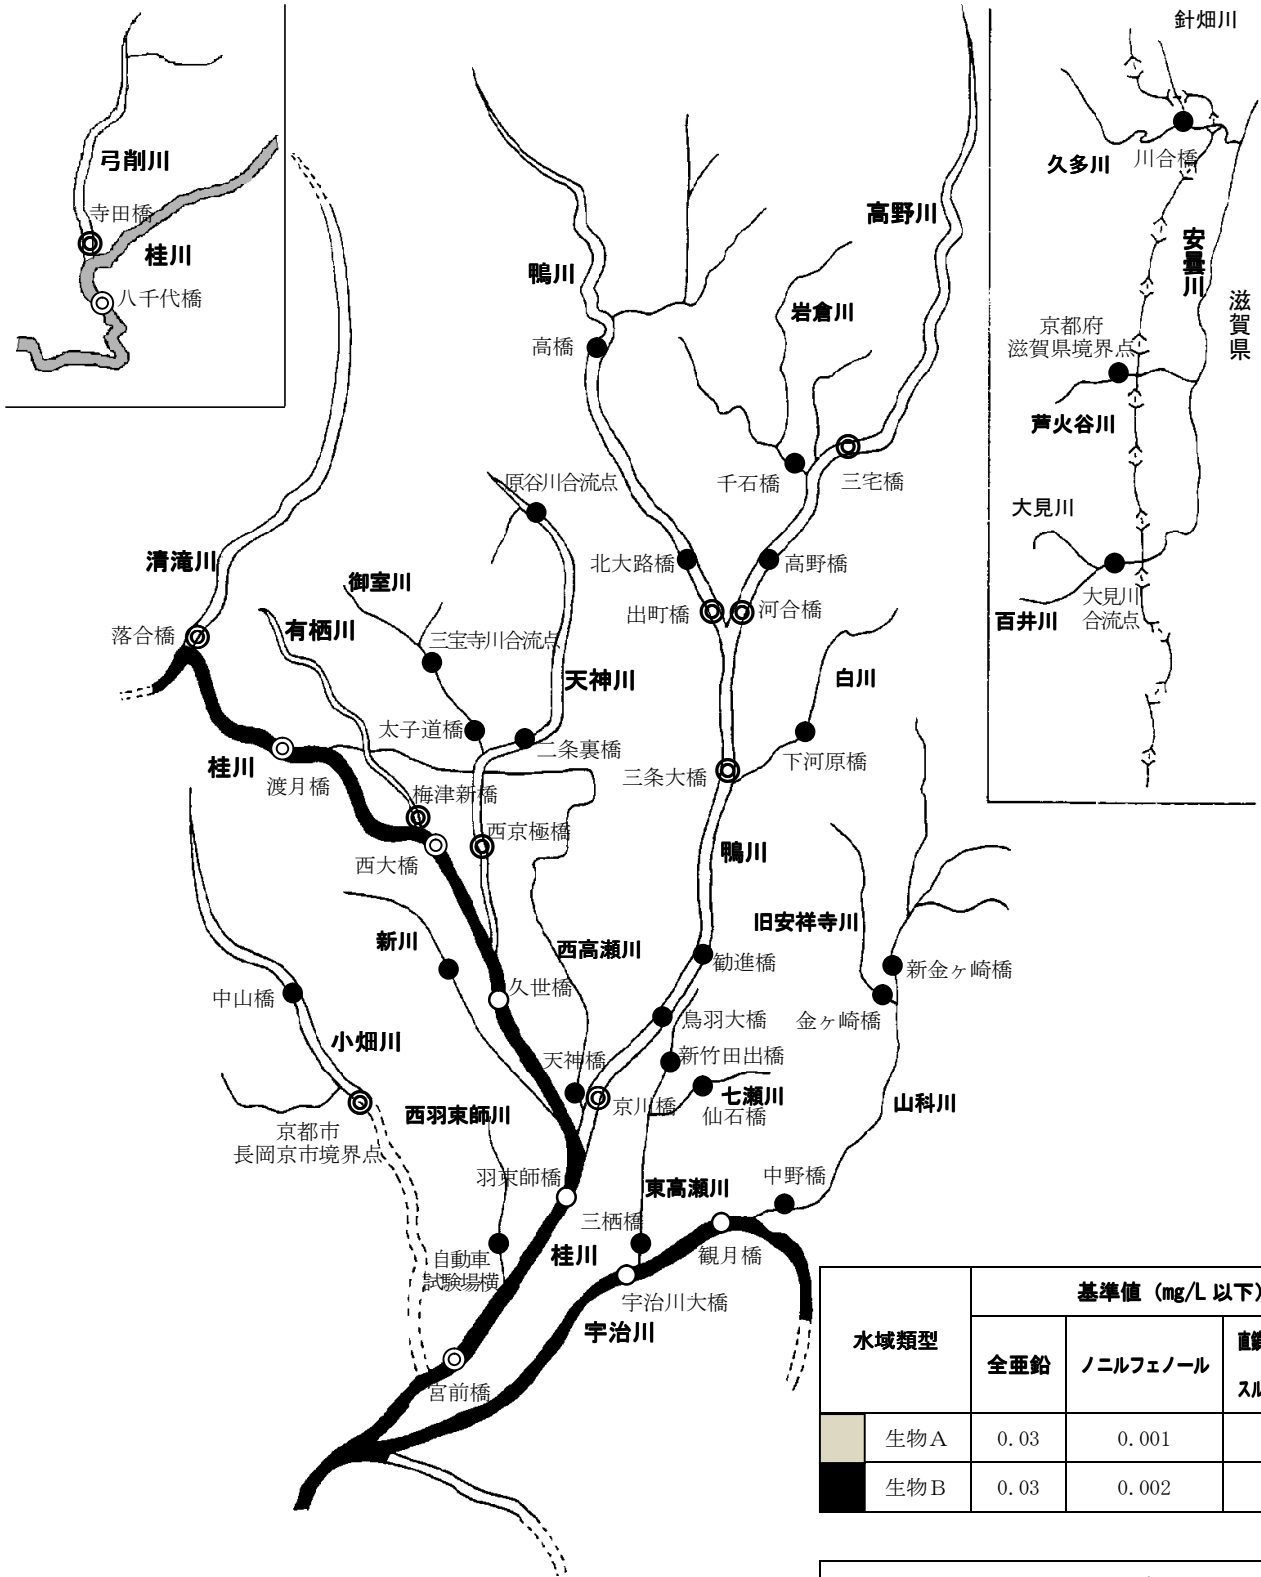 針畑川
弓削川
寺田橋
桂川
八千代橋
久多川
川合橋
高野川
鴨川
安曇川
滋賀県
岩倉川
高橋
京都府
滋賀県境界点
芦火谷川
原谷川合流点
千石橋
三宅橋
大見川
清滝川
御室川
北大路橋
高野橋
大見川
合流点
百井川
落合橋
有栖川
三宝寺川合流点
出町橋
河合橋
天神川
白川
太子道橋
二条裏橋
桂川
渡月橋
三条大橋
下河原橋
梅津新橋
西京極橋
西大橋
鴨川
旧安祥寺川
新川
西高瀬川
勧進橋
新金ヶ崎橋
中山橋
久世橋
鳥羽大橋
金ヶ崎橋
小畑川
天神橋
新竹田出橋
七瀬川
仙石橋
京川橋
山科川
西羽束師川
京都市
長岡京市境界点
羽束師橋
中野橋
東高瀬川
三栖橋
自動車
試験場横
桂川
観月橋
宇治川大橋
宇治川
宮前橋
水域類型
基準値（mg/L 以下）
全亜鉛
ノニルフェノール
生物A
0.03
0.001
生物B
0.03
0.002